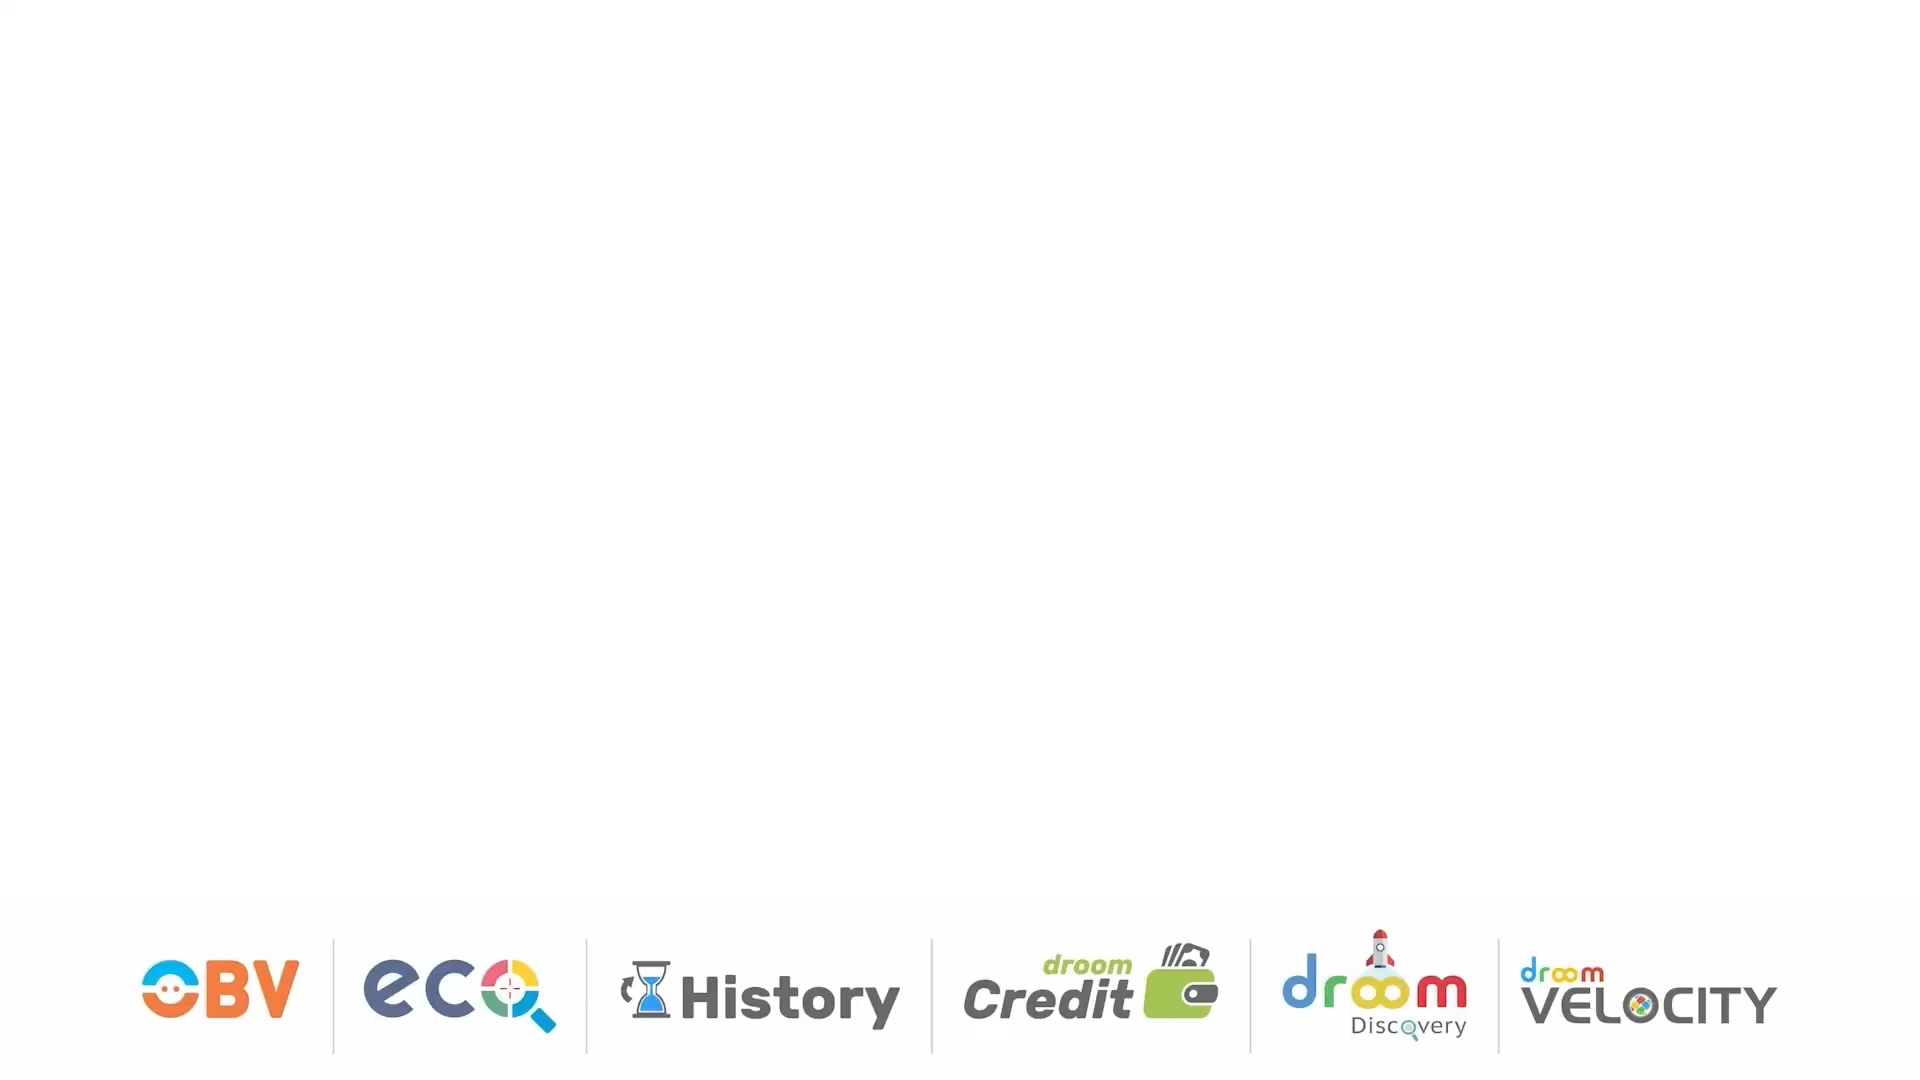 OBV
eco
History
droom
Credit
droom
Discovery
droom
VELOCITY